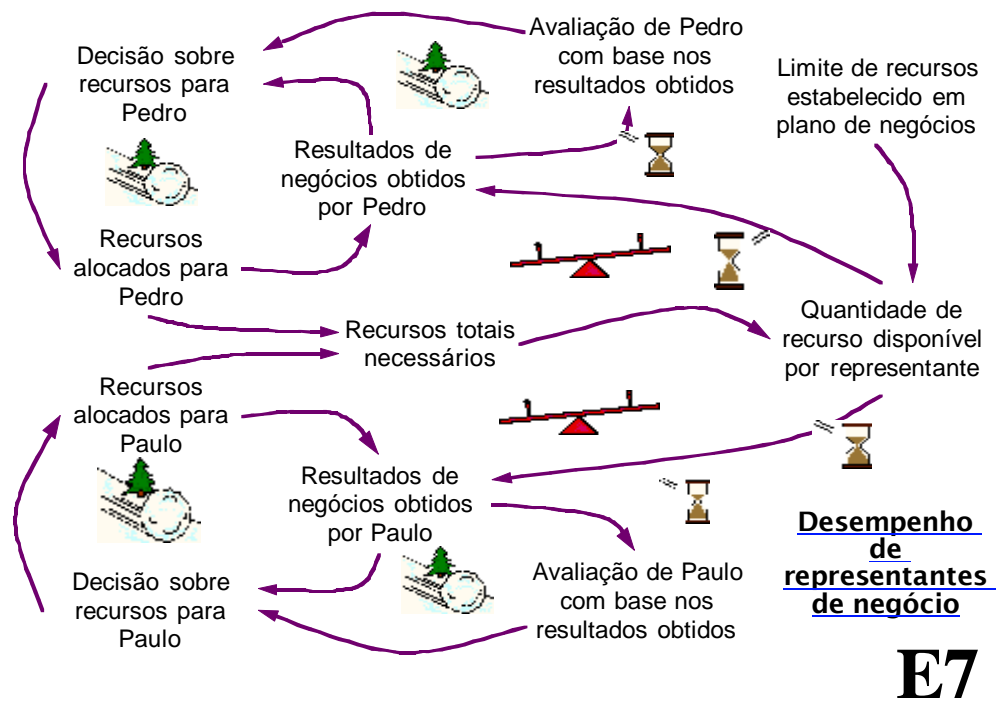 Decisão sobre
recursos para
Pedro
Avaliação de Pedro
com base nos
resultados obtidos
Limite de recursos
estabelecido em
plano de negócios
Resultados de
negócios obtidos
por Pedro
Recursos
alocados para
Pedro
Recursos totais
necessários
Quantidade de
recurso disponível
por representante
Recursos
alocados para
Paulo
Resultados de
negócios obtidos
por Paulo
Decisão sobre
recursos para
Paulo
Avaliação de Paulo
com base nos
resultados obtidos
Desempenho
de
representantes
de negócio
E7